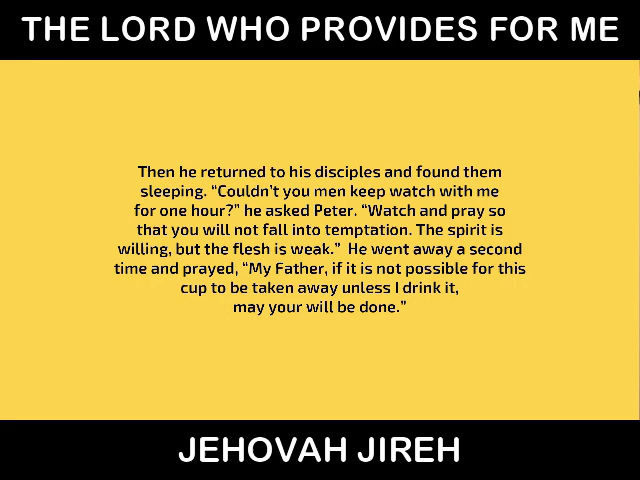 THE LORD WHO PROVIDES FOR ME
Then he returned to his disciples and found them
sleeping. “Couldn’t you men keep watch with me
for one hour?” he asked Peter. “Watch and pray so
that you will not fall into temptation. The spirit is
willing, but the flesh is weak.”  He went away a second
time and prayed, “My Father, if it is not possible for this
cup to be taken away unless I drink it,
may your will be done.”
JEHOVAH JIREH